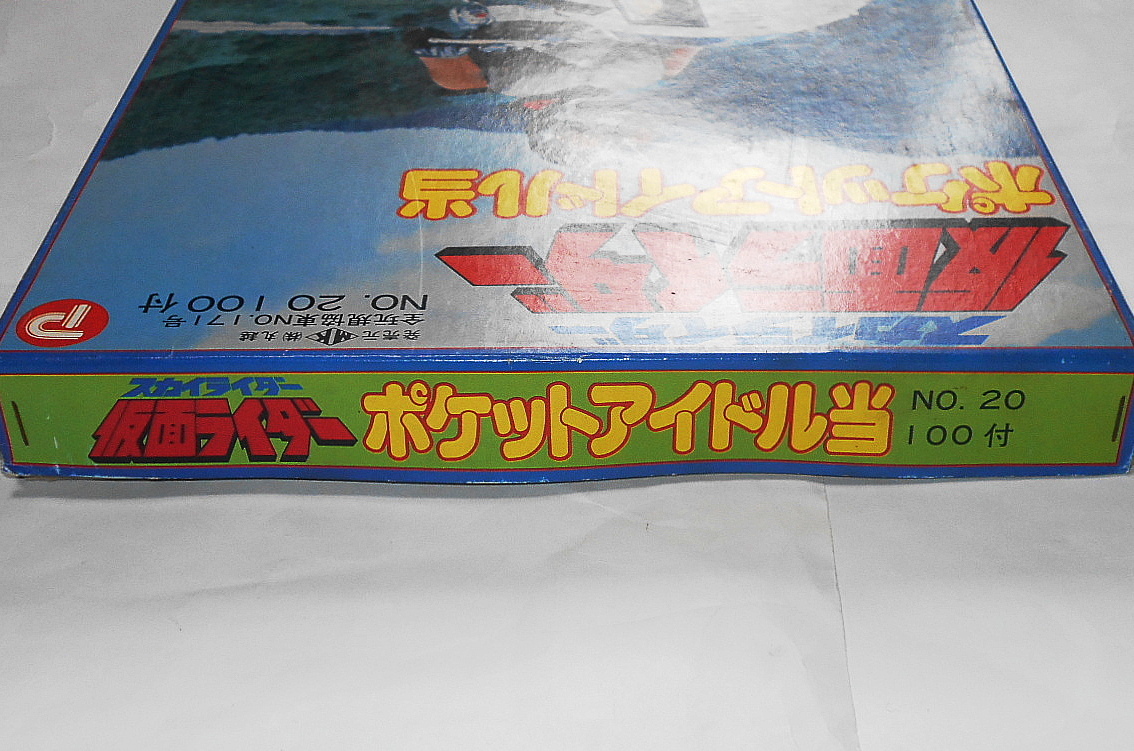 スカイライダー
仮面ライダー
ポケットアイドル当
発売元 ㈱丸越
全玩規協東NO.171号
NO. 20 100付
P
スカイライダー
仮面ライダー ポケットアイドル当 NO. 20
100付